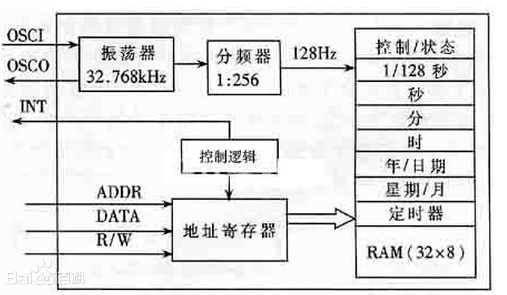 OSCI
OSCO
INT
振荡器
32.768kHz
分频器
1:256
128Hz
控制/状态
1/128 秒
秒
分
时
年/日期
星期/月
定时器
RAM(32×8)
控制逻辑
ADDR
DATA
R/W
地址寄存器
Bai百科